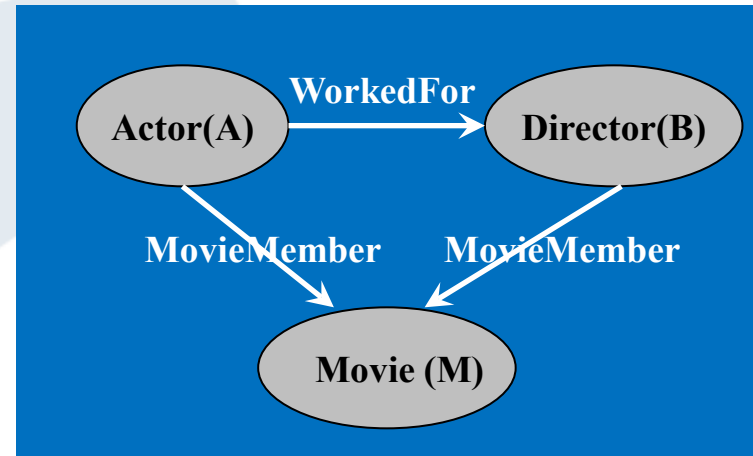 WorkedFor
Actor(A)
Director(B)
MovieMember
MovieMember
Movie (M)